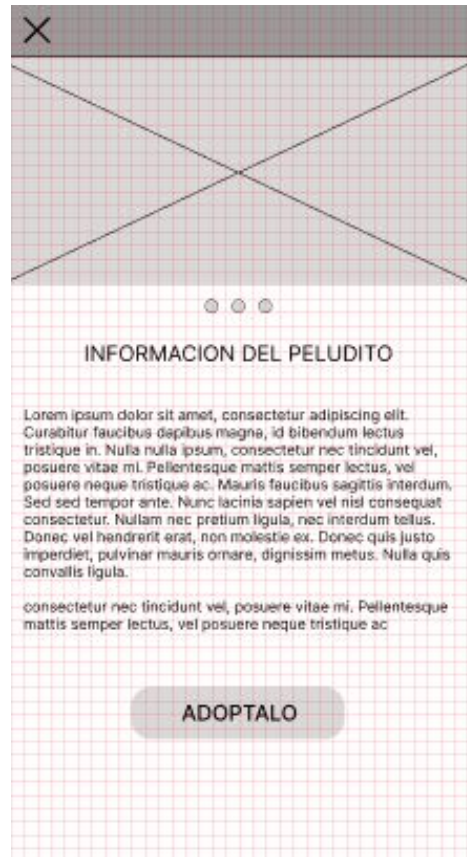 INFORMACION DEL PELUDITO
Lorem ipsum dolor sit amet, consectetur adipiscing elit.
Curabitur faucibus dapibus magna, id bibendum lectus
tristique in. Nulla nulla ipsum, consectetur nec tincidunt vel,
posuere vitae mi. Pellentesque mattis semper lectus, vel
posuere neque tristique ac. Mauris faucibus sagittis interdum.
Sed sed tempor ante. Nunc lacinia sapien vel nisl consequat
consectetur. Nullam nec pretium ligula, nec interdum tellus.
Donec vel hendrerit erat, non molestie ex. Donec quis justo
imperdiet, pulvinar mauris ornare, dignissim metus. Nulla quis
convallis ligula.
consectetur nec tincidunt vel, posuere vitae mi. Pellentesque
mattis semper lectus, vel posuere neque tristique ac
ADOPTALO